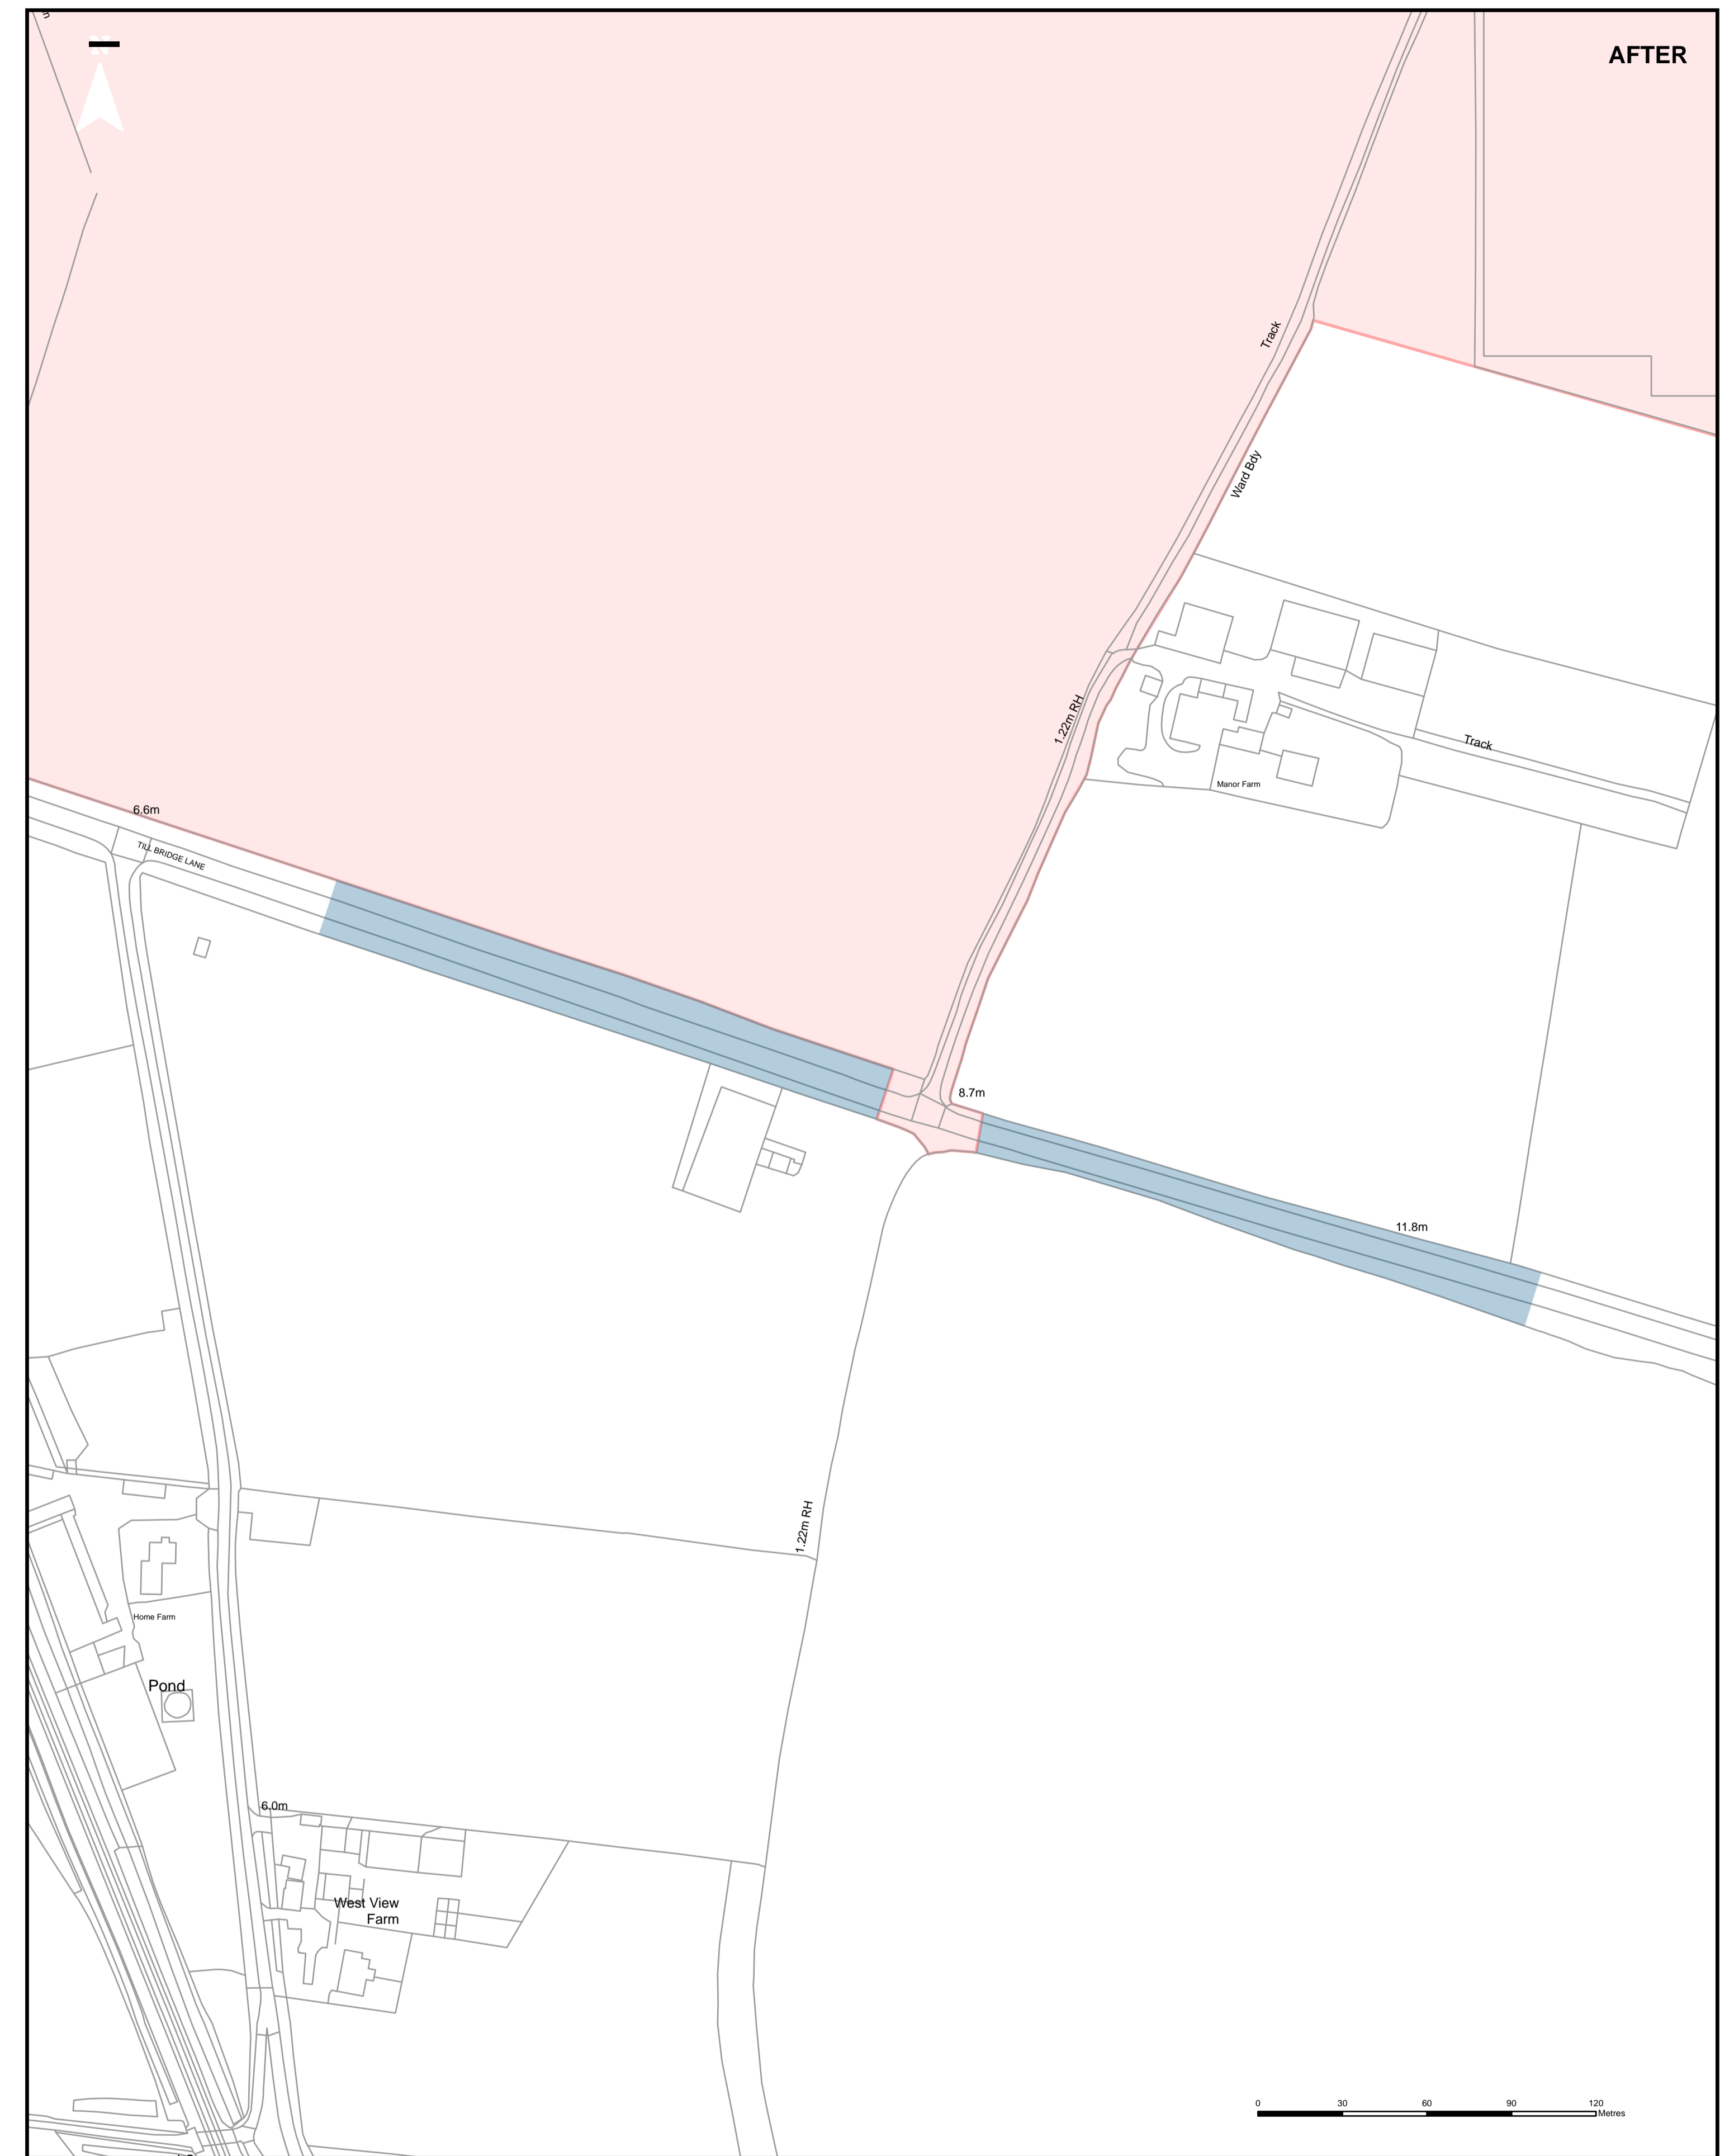 N
AFTER
Track
Ward Bdy
1.22m RH
Track
Manor Farm
6.6m
TILL BRIDGE LANE
8.7m
11.8m
1.22m RH
Home Farm
Pond
6.0m
West View
Farm
0 30 60 90 120
Metres